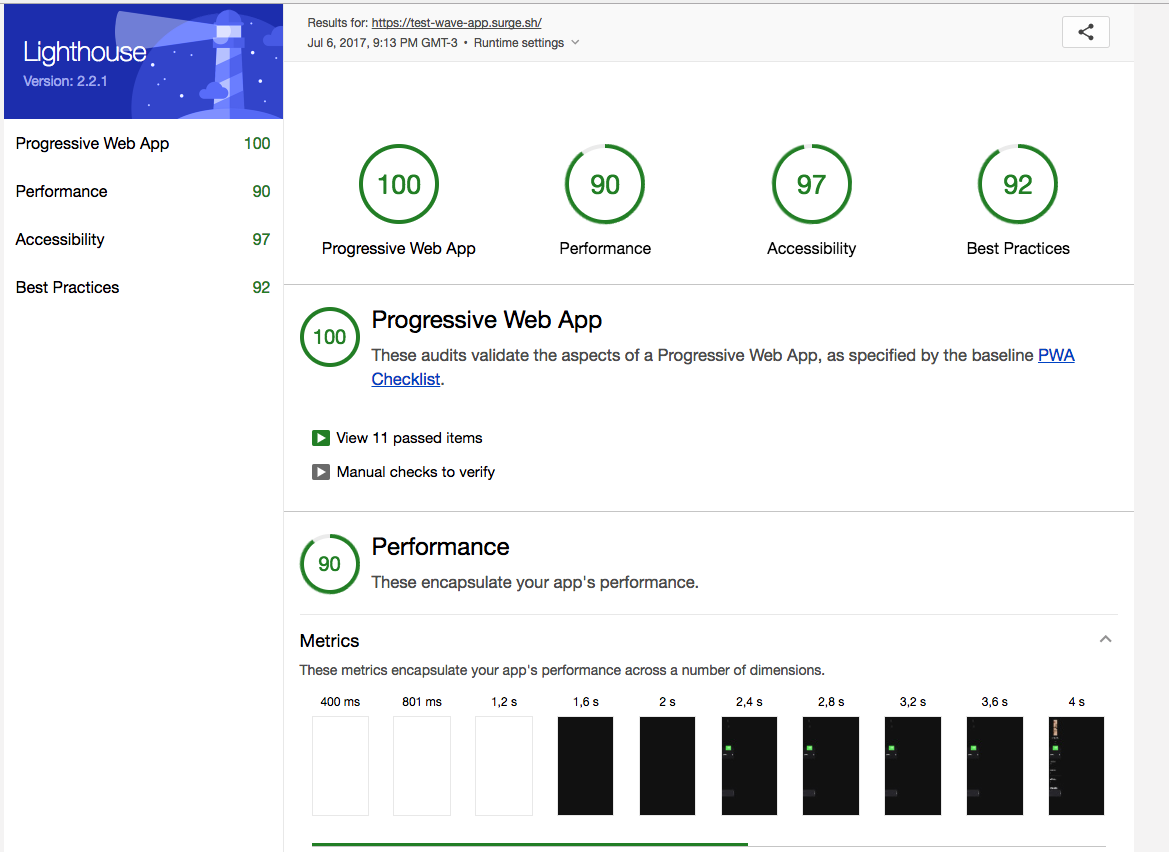 Lighthouse
Version: 2.2.1
Progressive Web App 100
Performance 90
Accessibility 97
Best Practices 92
Results for: https://test-wave-app.surge.sh/
Jul 6, 2017, 9:13 PM GMT-3 • Runtime settings
100 90 97 92
Progressive Web App Performance Accessibility Best Practices
100
Progressive Web App
These audits validate the aspects of a Progressive Web App, as specified by the baseline PWA
Checklist.
View 11 passed items
Manual checks to verify
90
Performance
These encapsulate your app's performance.
Metrics
These metrics encapsulate your app's performance across a number of dimensions.
400 ms 801 ms 1,2 s 1,6 s 2 s 2,4 s 2,8 s 3,2 s 3,6 s 4 s